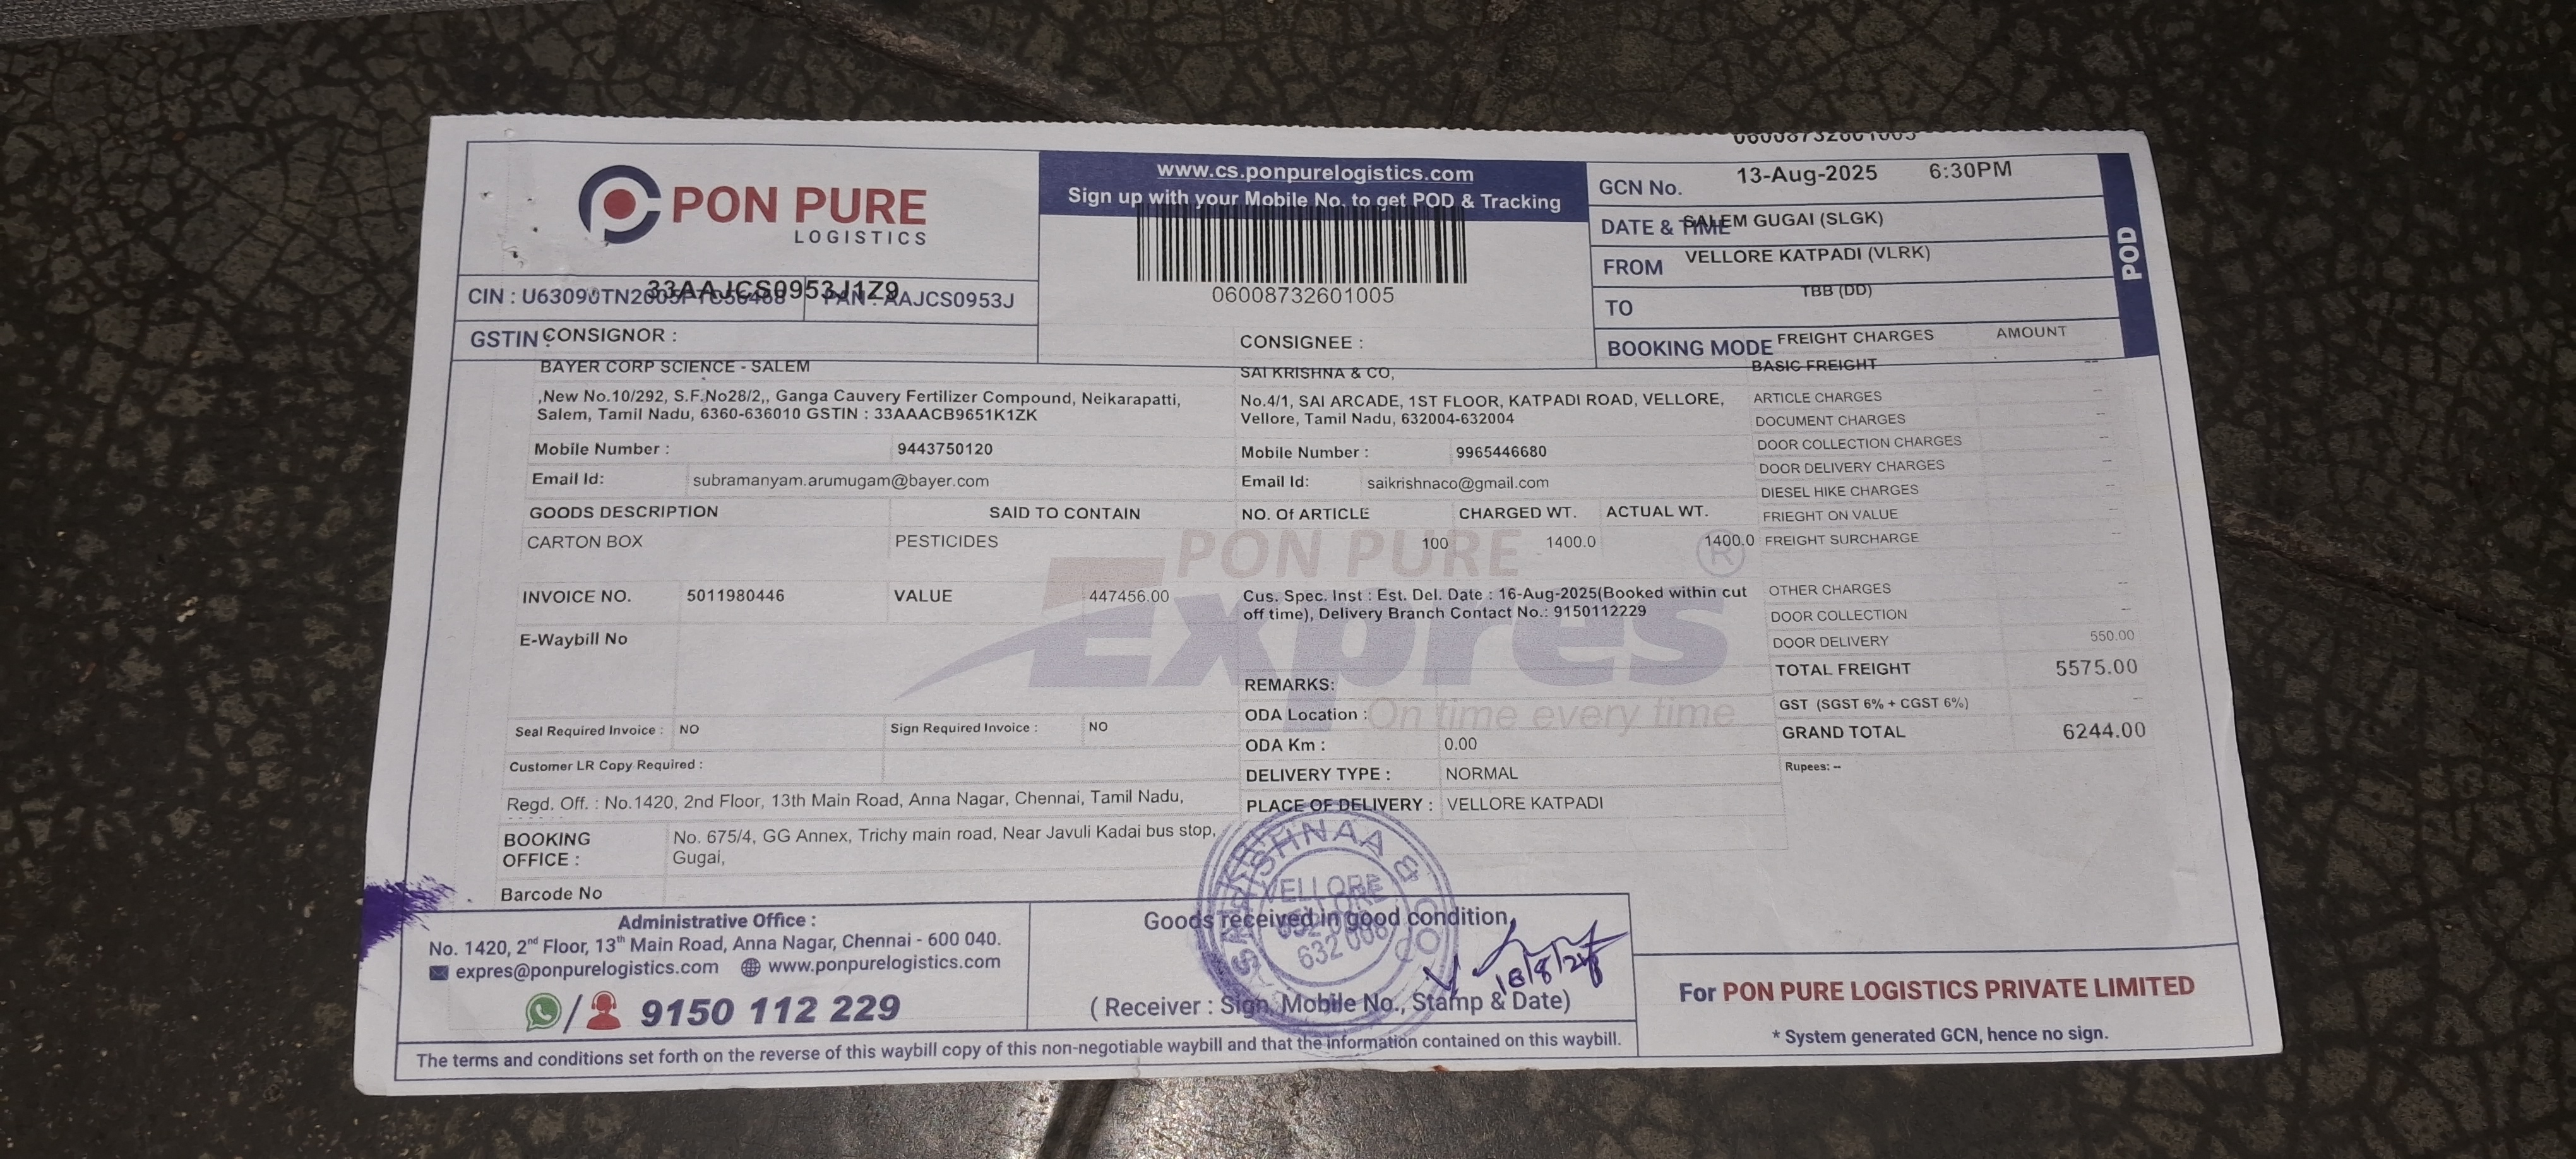 06008732601005
PON PURE
LOGISTICS
www.cs.ponpurelogistics.com
Sign up with your Mobile No. to get POD & Tracking
06008732601005
GCN No. 13-Aug-2025 6:30PM
DATE & TIME SALEM GUGAI (SLGK)
FROM VELLORE KATPADI (VLRK)
TO TBB (DD)
BOOKING MODE
POD
CIN : PAN : AAJCS0953J
33AAJCS0953J1Z9
GSTIN :
CONSIGNOR :
BAYER CORP SCIENCE - SALEM
,New No.10/292, S.F.No28/2,, Ganga Cauvery Fertilizer Compound, Neikarapatti,
Salem, Tamil Nadu, 6360-636010 GSTIN : 33AAACB9651K1ZK
Mobile Number : 9443750120
Email Id: subramanyam.arumugam@bayer.com
CONSIGNEE :
SAI KRISHNA & CO,
No.4/1, SAI ARCADE, 1ST FLOOR, KATPADI ROAD, VELLORE,
Vellore, Tamil Nadu, 632004-632004
Mobile Number : 9965446680
Email Id: saikrishnaco@gmail.com
GOODS DESCRIPTION SAID TO CONTAIN NO. Of ARTICLE CHARGED WT. ACTUAL WT.
CARTON BOX PESTICIDES 100 1400.0 1400.0
INVOICE NO. 5011980446 VALUE 447456.00
Cus. Spec. Inst : Est. Del. Date : 16-Aug-2025(Booked within cut
off time), Delivery Branch Contact No.: 9150112229
E-Waybill No
PON PURE
Expres ®
On time every time
REMARKS:
ODA Location :
Seal Required Invoice : NO Sign Required Invoice : NO
ODA Km : 0.00
Customer LR Copy Required :
DELIVERY TYPE : NORMAL
Regd. Off. : No.1420, 2nd Floor, 13th Main Road, Anna Nagar, Chennai, Tamil Nadu,
PLACE OF DELIVERY : VELLORE KATPADI
BOOKING OFFICE : No. 675/4, GG Annex, Trichy main road, Near Javuli Kadai bus stop,
Gugai,
Barcode No
FREIGHT CHARGES AMOUNT
BASIC FREIGHT --
ARTICLE CHARGES --
DOCUMENT CHARGES --
DOOR COLLECTION CHARGES --
DOOR DELIVERY CHARGES --
DIESEL HIKE CHARGES --
FRIEGHT ON VALUE --
FREIGHT SURCHARGE --
OTHER CHARGES --
DOOR COLLECTION --
DOOR DELIVERY 550.00
TOTAL FREIGHT 5575.00
GST (SGST 6% + CGST 6%) --
GRAND TOTAL 6244.00
Rupees: --
Administrative Office :
No. 1420, 2nd Floor, 13th Main Road, Anna Nagar, Chennai - 600 040.
expres@ponpurelogistics.com www.ponpurelogistics.com
/ 9150 112 229
Goods received in good condition,
VELLORE
632 006
( Receiver : Sign, Mobile No., Stamp & Date)
For PON PURE LOGISTICS PRIVATE LIMITED
* System generated GCN, hence no sign.
The terms and conditions set forth on the reverse of this waybill copy of this non-negotiable waybill and that the information contained on this waybill.